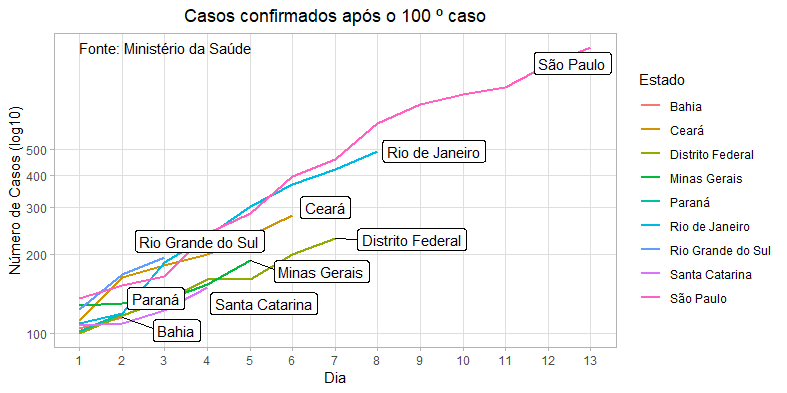 Casos confirmados após o 100 º caso
Fonte: Ministério da Saúde
São Paulo
Rio de Janeiro
Ceará
Rio Grande do Sul
Distrito Federal
Minas Gerais
Paraná
Santa Catarina
Bahia
Número de Casos (log10)
500
400
300
200
100
1 2 3 4 5 6 7 8 9 10 11 12 13
Dia
Estado
Bahia
Ceará
Distrito Federal
Minas Gerais
Paraná
Rio de Janeiro
Rio Grande do Sul
Santa Catarina
São Paulo